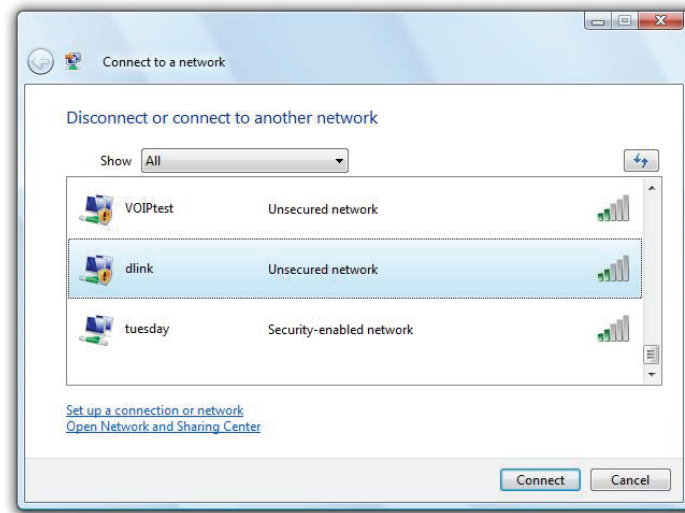 Connect to a network
Disconnect or connect to another network
Show All
VOIPtest Unsecured network
dlink Unsecured network
tuesday Security-enabled network
Set up a connection or network
Open Network and Sharing Center
Connect Cancel